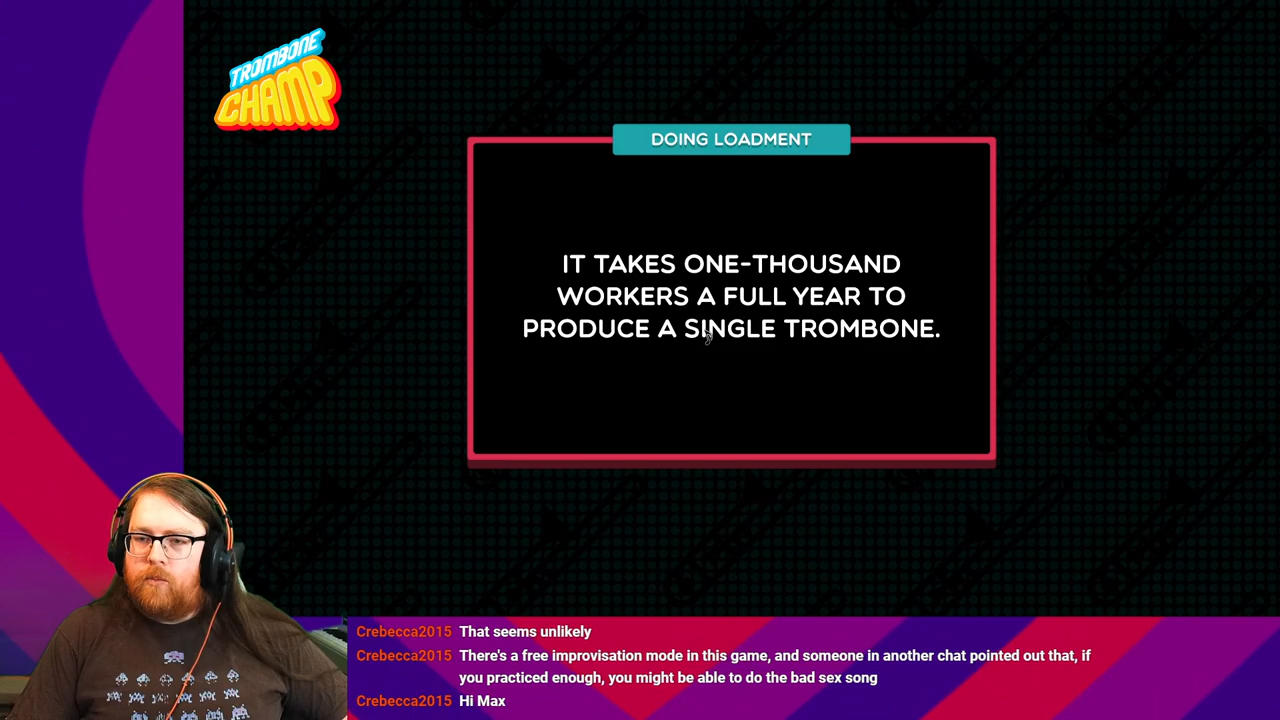 TROMBONE
CHAMP
DOING LOADMENT
IT TAKES ONE-THOUSAND
WORKERS A FULL YEAR TO
PRODUCE A SINGLE TROMBONE.
Crebecca2015 That seems unlikely
Crebecca2015 There's a free improvisation mode in this game, and someone in another chat pointed out that, if
you practiced enough, you might be able to do the bad sex song
Crebecca2015 Hi Max